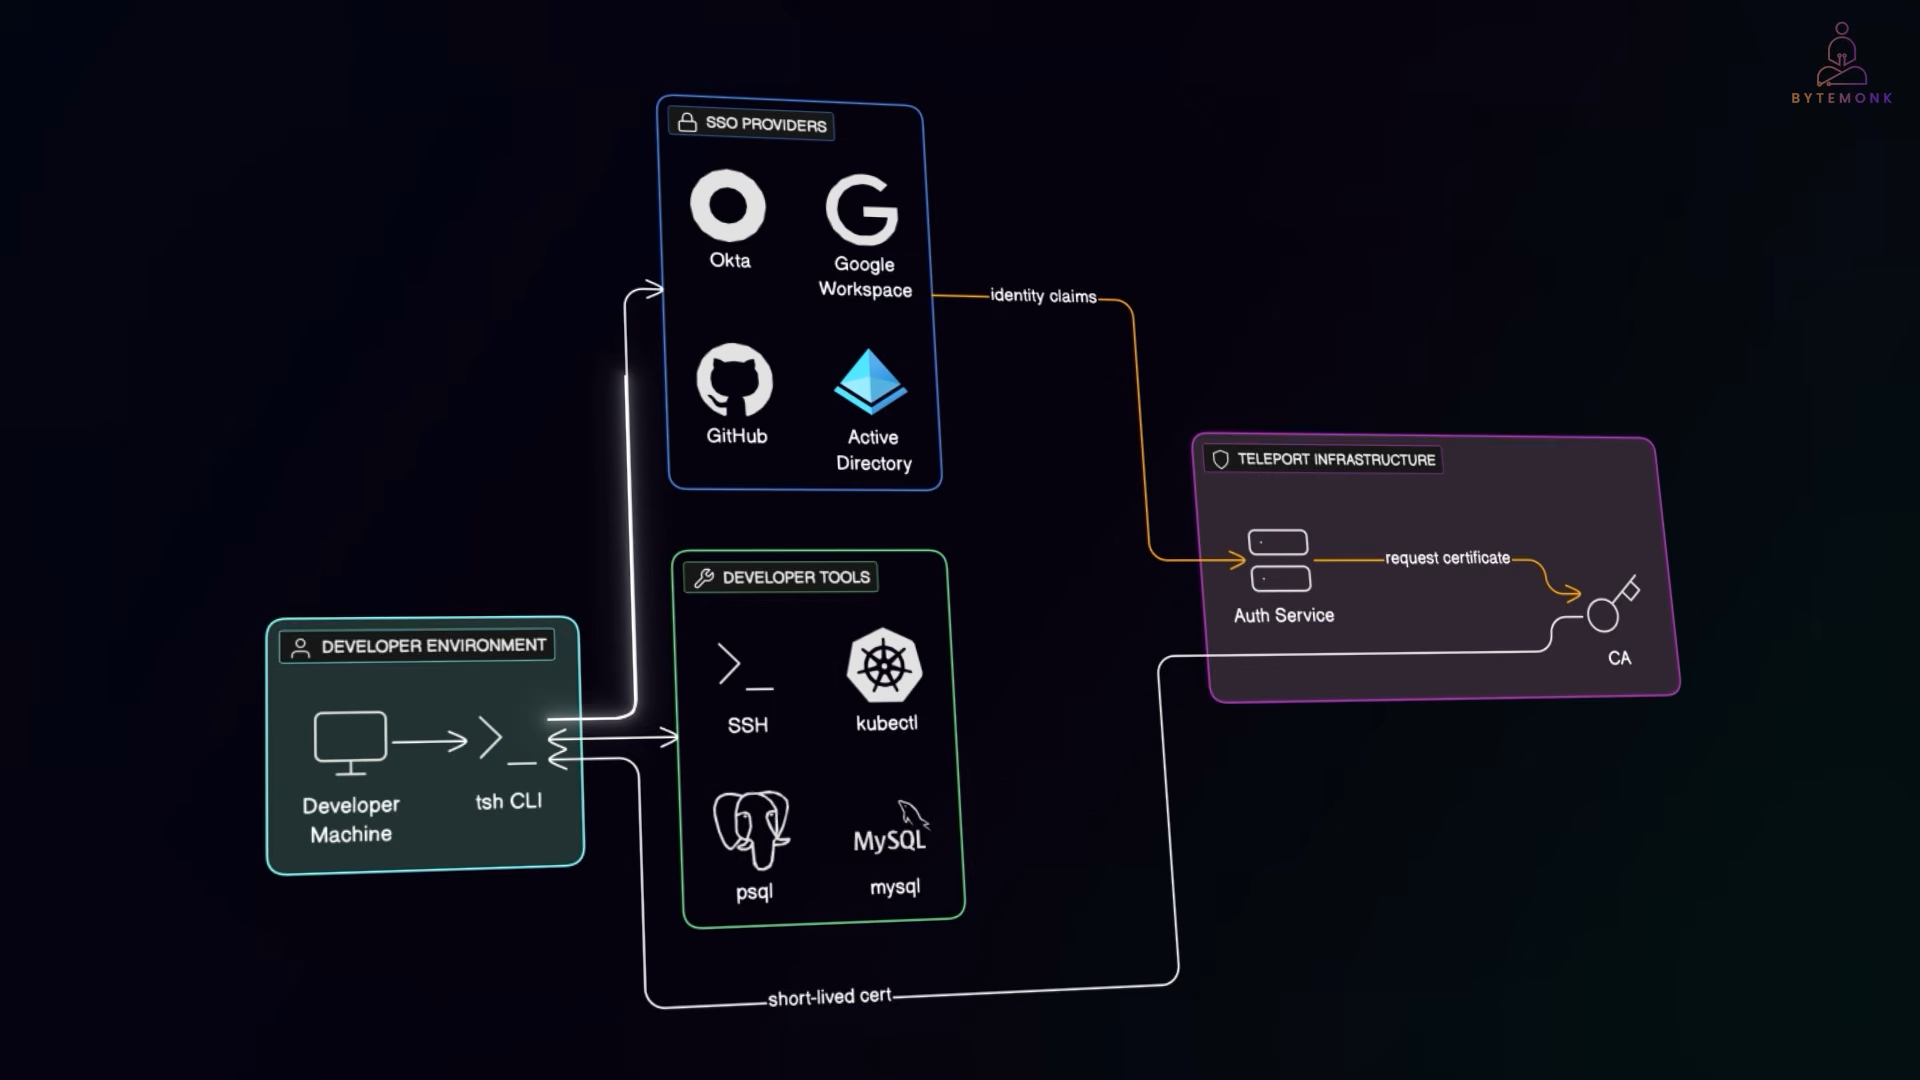 BYTEMONK
SSO PROVIDERS
Okta
Google
Workspace
GitHub
Active
Directory
identity claims
TELEPORT INFRASTRUCTURE
Auth Service
request certificate
CA
DEVELOPER TOOLS
SSH
kubectl
psql
MySQL
mysql
DEVELOPER ENVIRONMENT
Developer
Machine
tsh CLI
short-lived cert